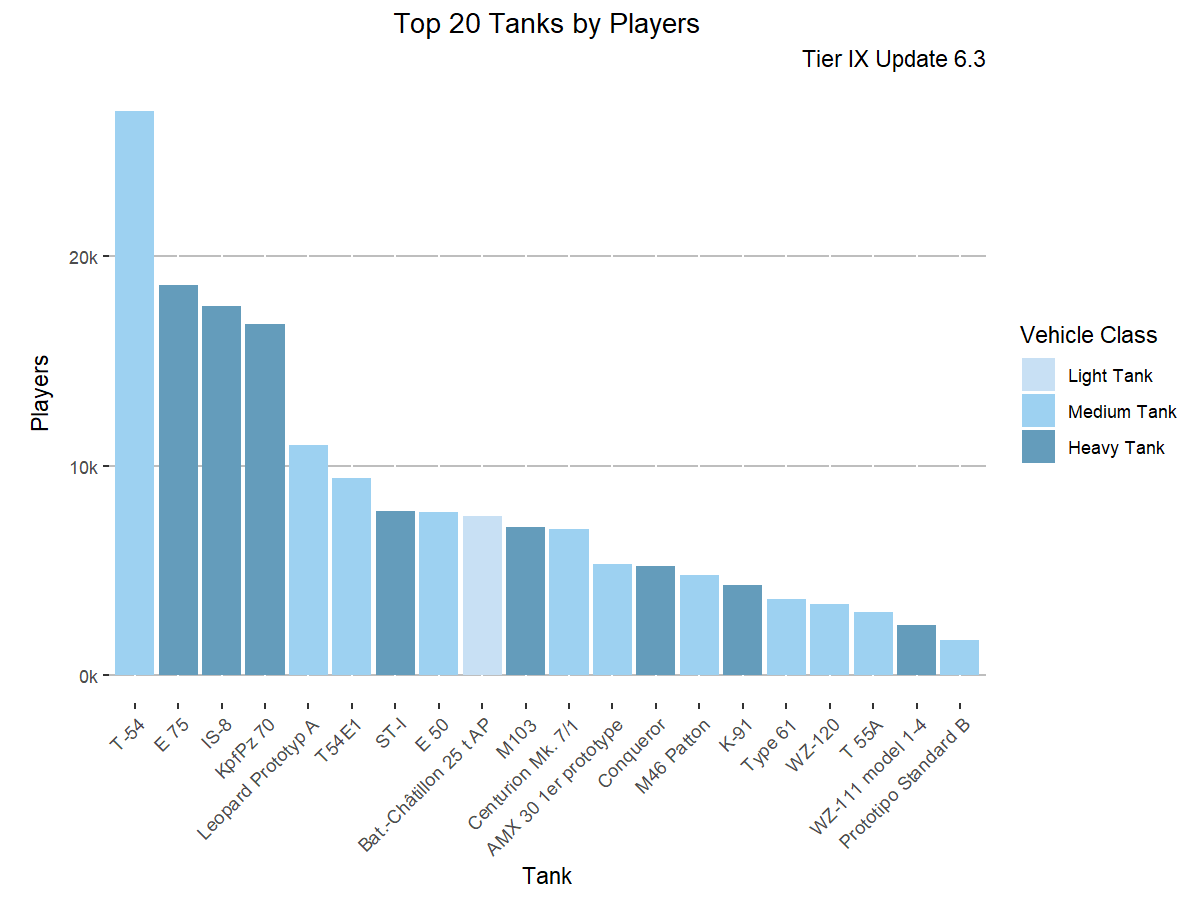 Top 20 Tanks by Players
Tier IX Update 6.3
20k
10k
0k
Players
T-54
E 75
IS-8
KpfPz 70
Leopard Prototyp A
T54E1
ST-I
E 50
Bat.-Châtillon 25 t AP
M103
Centurion Mk. 7/1
AMX 30 1er prototype
Conqueror
M46 Patton
K-91
Type 61
WZ-120
T 55A
WZ-111 model 1-4
Prototipo Standard B
Tank
Vehicle Class
Light Tank
Medium Tank
Heavy Tank